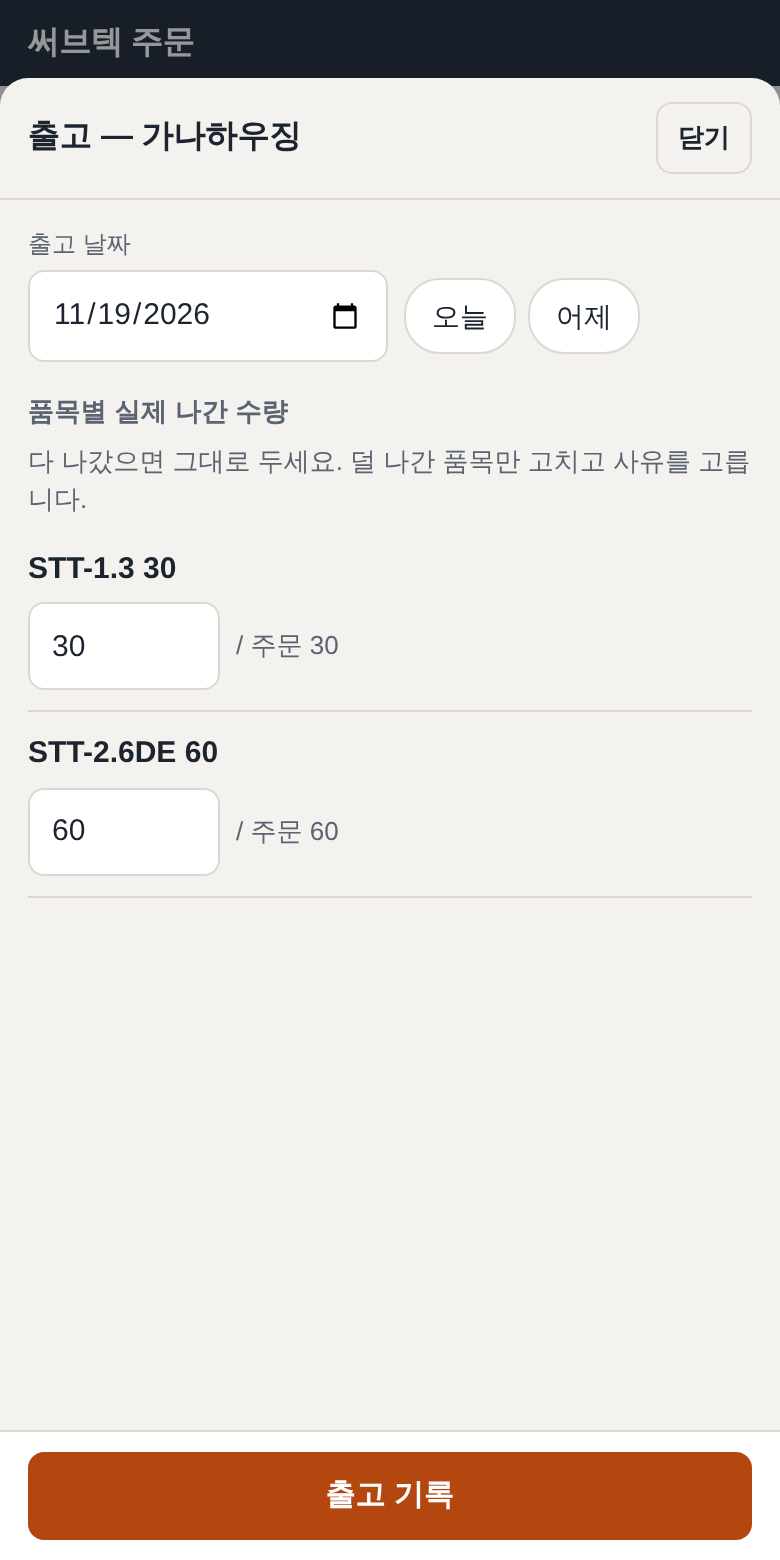 써브텍 주문
출고 — 가나하우징
닫기
출고 날짜
11/19/2026
오늘
어제
품목별 실제 나간 수량
다 나갔으면 그대로 두세요. 덜 나간 품목만 고치고 사유를 고릅
니다.
STT-1.3 30
30
/ 주문 30
STT-2.6DE 60
60
/ 주문 60
출고 기록